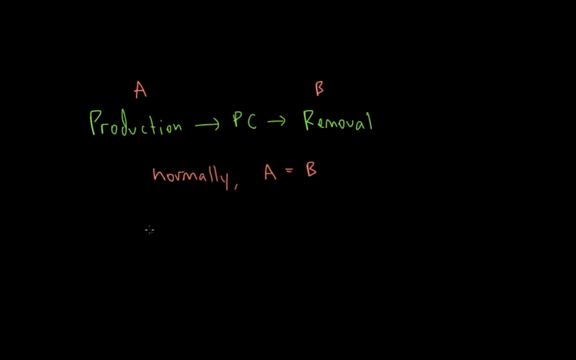 A B
Production → PC → Removal
normally, A = B